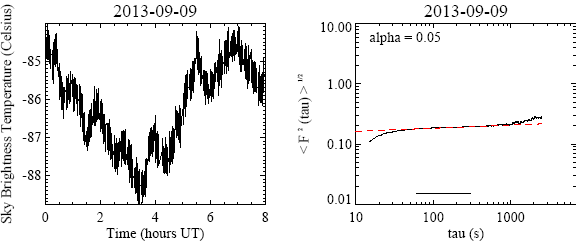 2013-09-09
Sky Brightness Temperature (Celsius)
-85
-86
-87
-88
0 2 4 6 8
Time (hours UT)
2013-09-09
alpha = 0.05
< F ² (tau) > ¹/²
10.00
1.00
0.10
0.01
10 100 1000
tau (s)